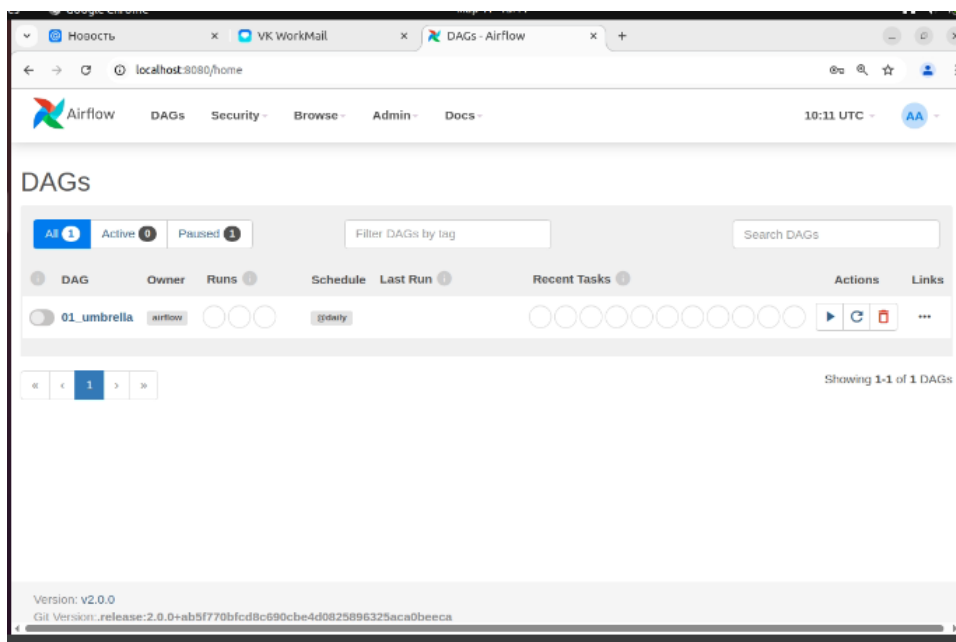 Новость VK WorkMail DAGs - Airflow
localhost:8080/home
Airflow DAGs Security Browse Admin Docs 10:11 UTC AA
DAGs
All 1 Active 0 Paused 1 Filter DAGs by tag Search DAGs
DAG Owner Runs Schedule Last Run Recent Tasks Actions Links
01_umbrella airflow @daily
« ‹ 1 › »
Showing 1-1 of 1 DAGs
Version: v2.0.0
Git Version:.release:2.0.0+ab5f770bfcd8c690cbe4d0825896325aca0beeca